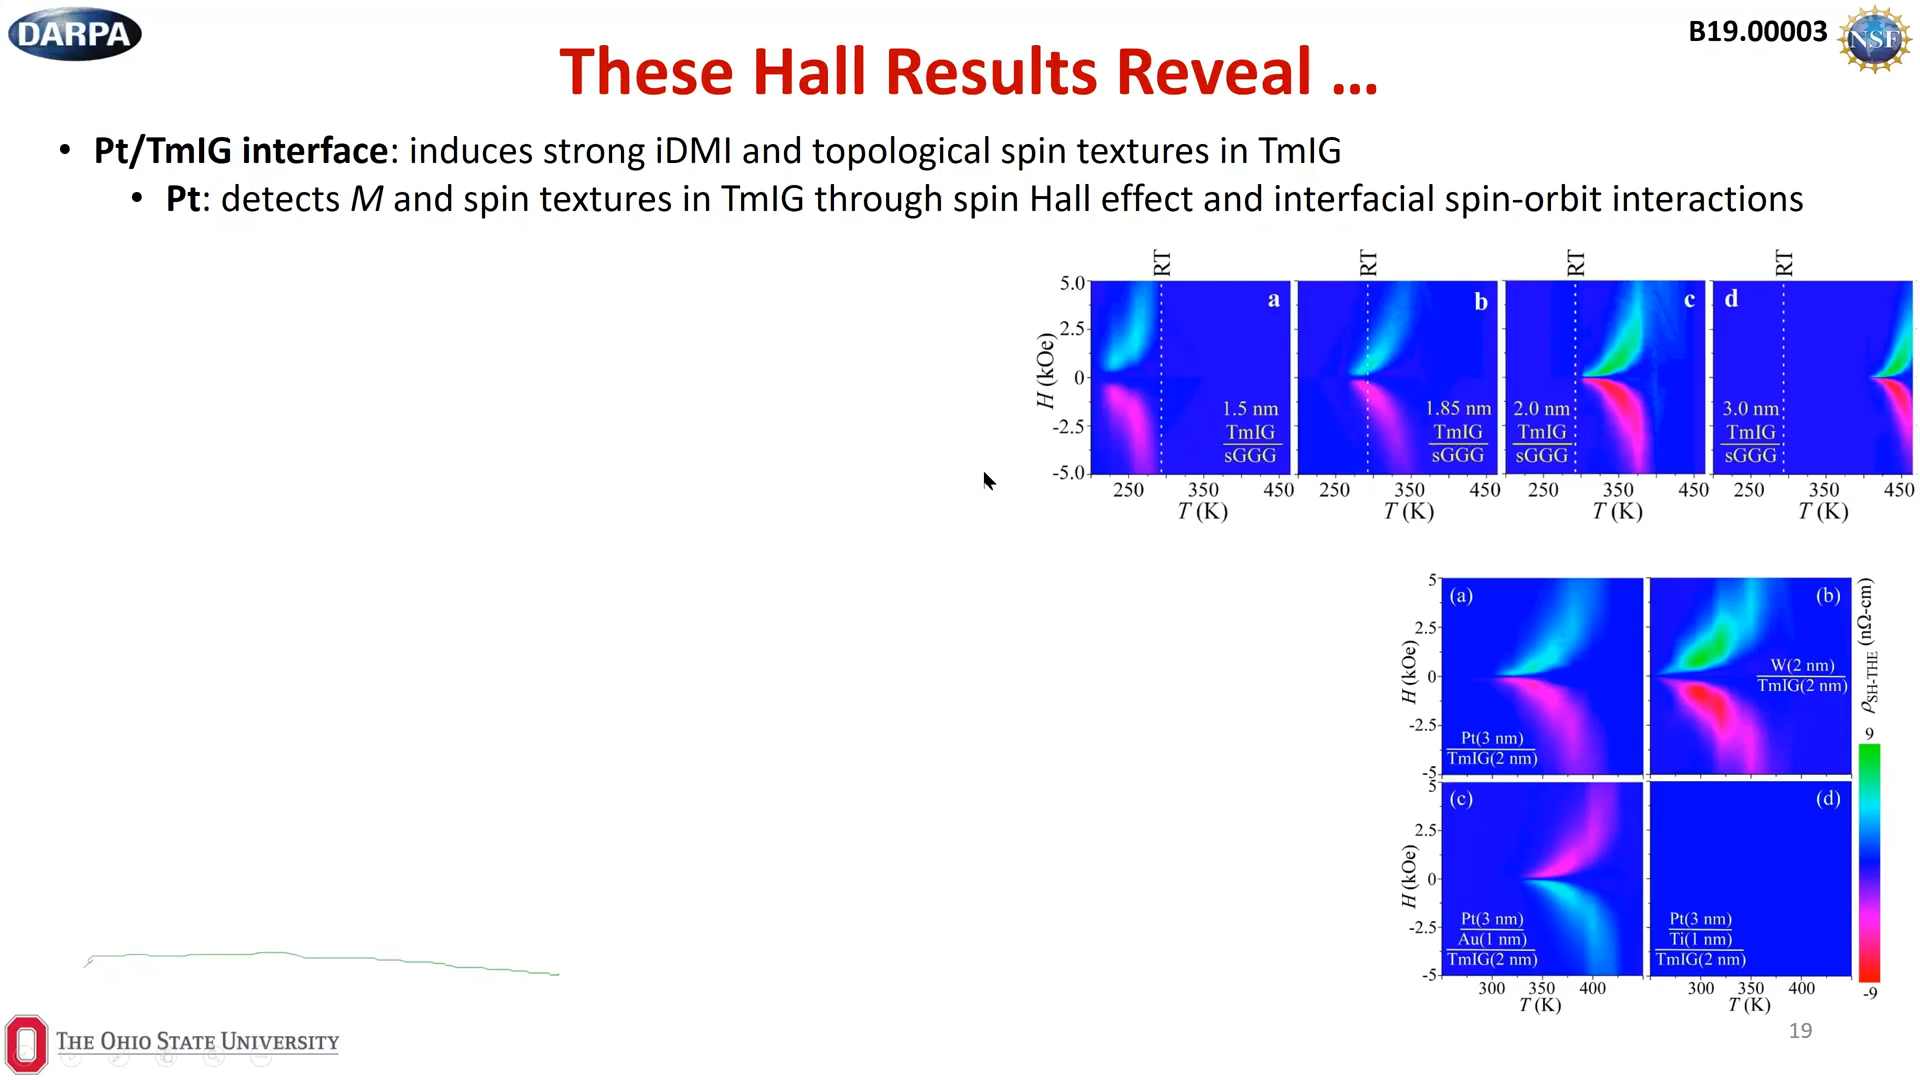 DARPA
B19.00003
NSF
These Hall Results Reveal ...
• Pt/TmIG interface: induces strong iDMI and topological spin textures in TmIG
• Pt: detects M and spin textures in TmIG through spin Hall effect and interfacial spin-orbit interactions
RT RT RT RT
5.0 a b c d
2.5
H (kOe) 0
-2.5
-5.0
1.5 nm 1.85 nm 2.0 nm 3.0 nm
TmIG TmIG TmIG TmIG
sGGG sGGG sGGG sGGG
250 350 450 250 350 450 250 350 450 250 350 450
T (K) T (K) T (K) T (K)
5 (a) (b)
2.5
H (kOe) 0
-2.5
-5
Pt(3 nm)
TmIG(2 nm)
W(2 nm)
TmIG(2 nm)
ρSH-THE (nΩ-cm)
9
-9
5 (c) (d)
2.5
H (kOe) 0
-2.5
-5
Pt(3 nm) Pt(3 nm)
Au(1 nm) Ti(1 nm)
TmIG(2 nm) TmIG(2 nm)
300 350 400 300 350 400
T (K) T (K)
THE OHIO STATE UNIVERSITY
19